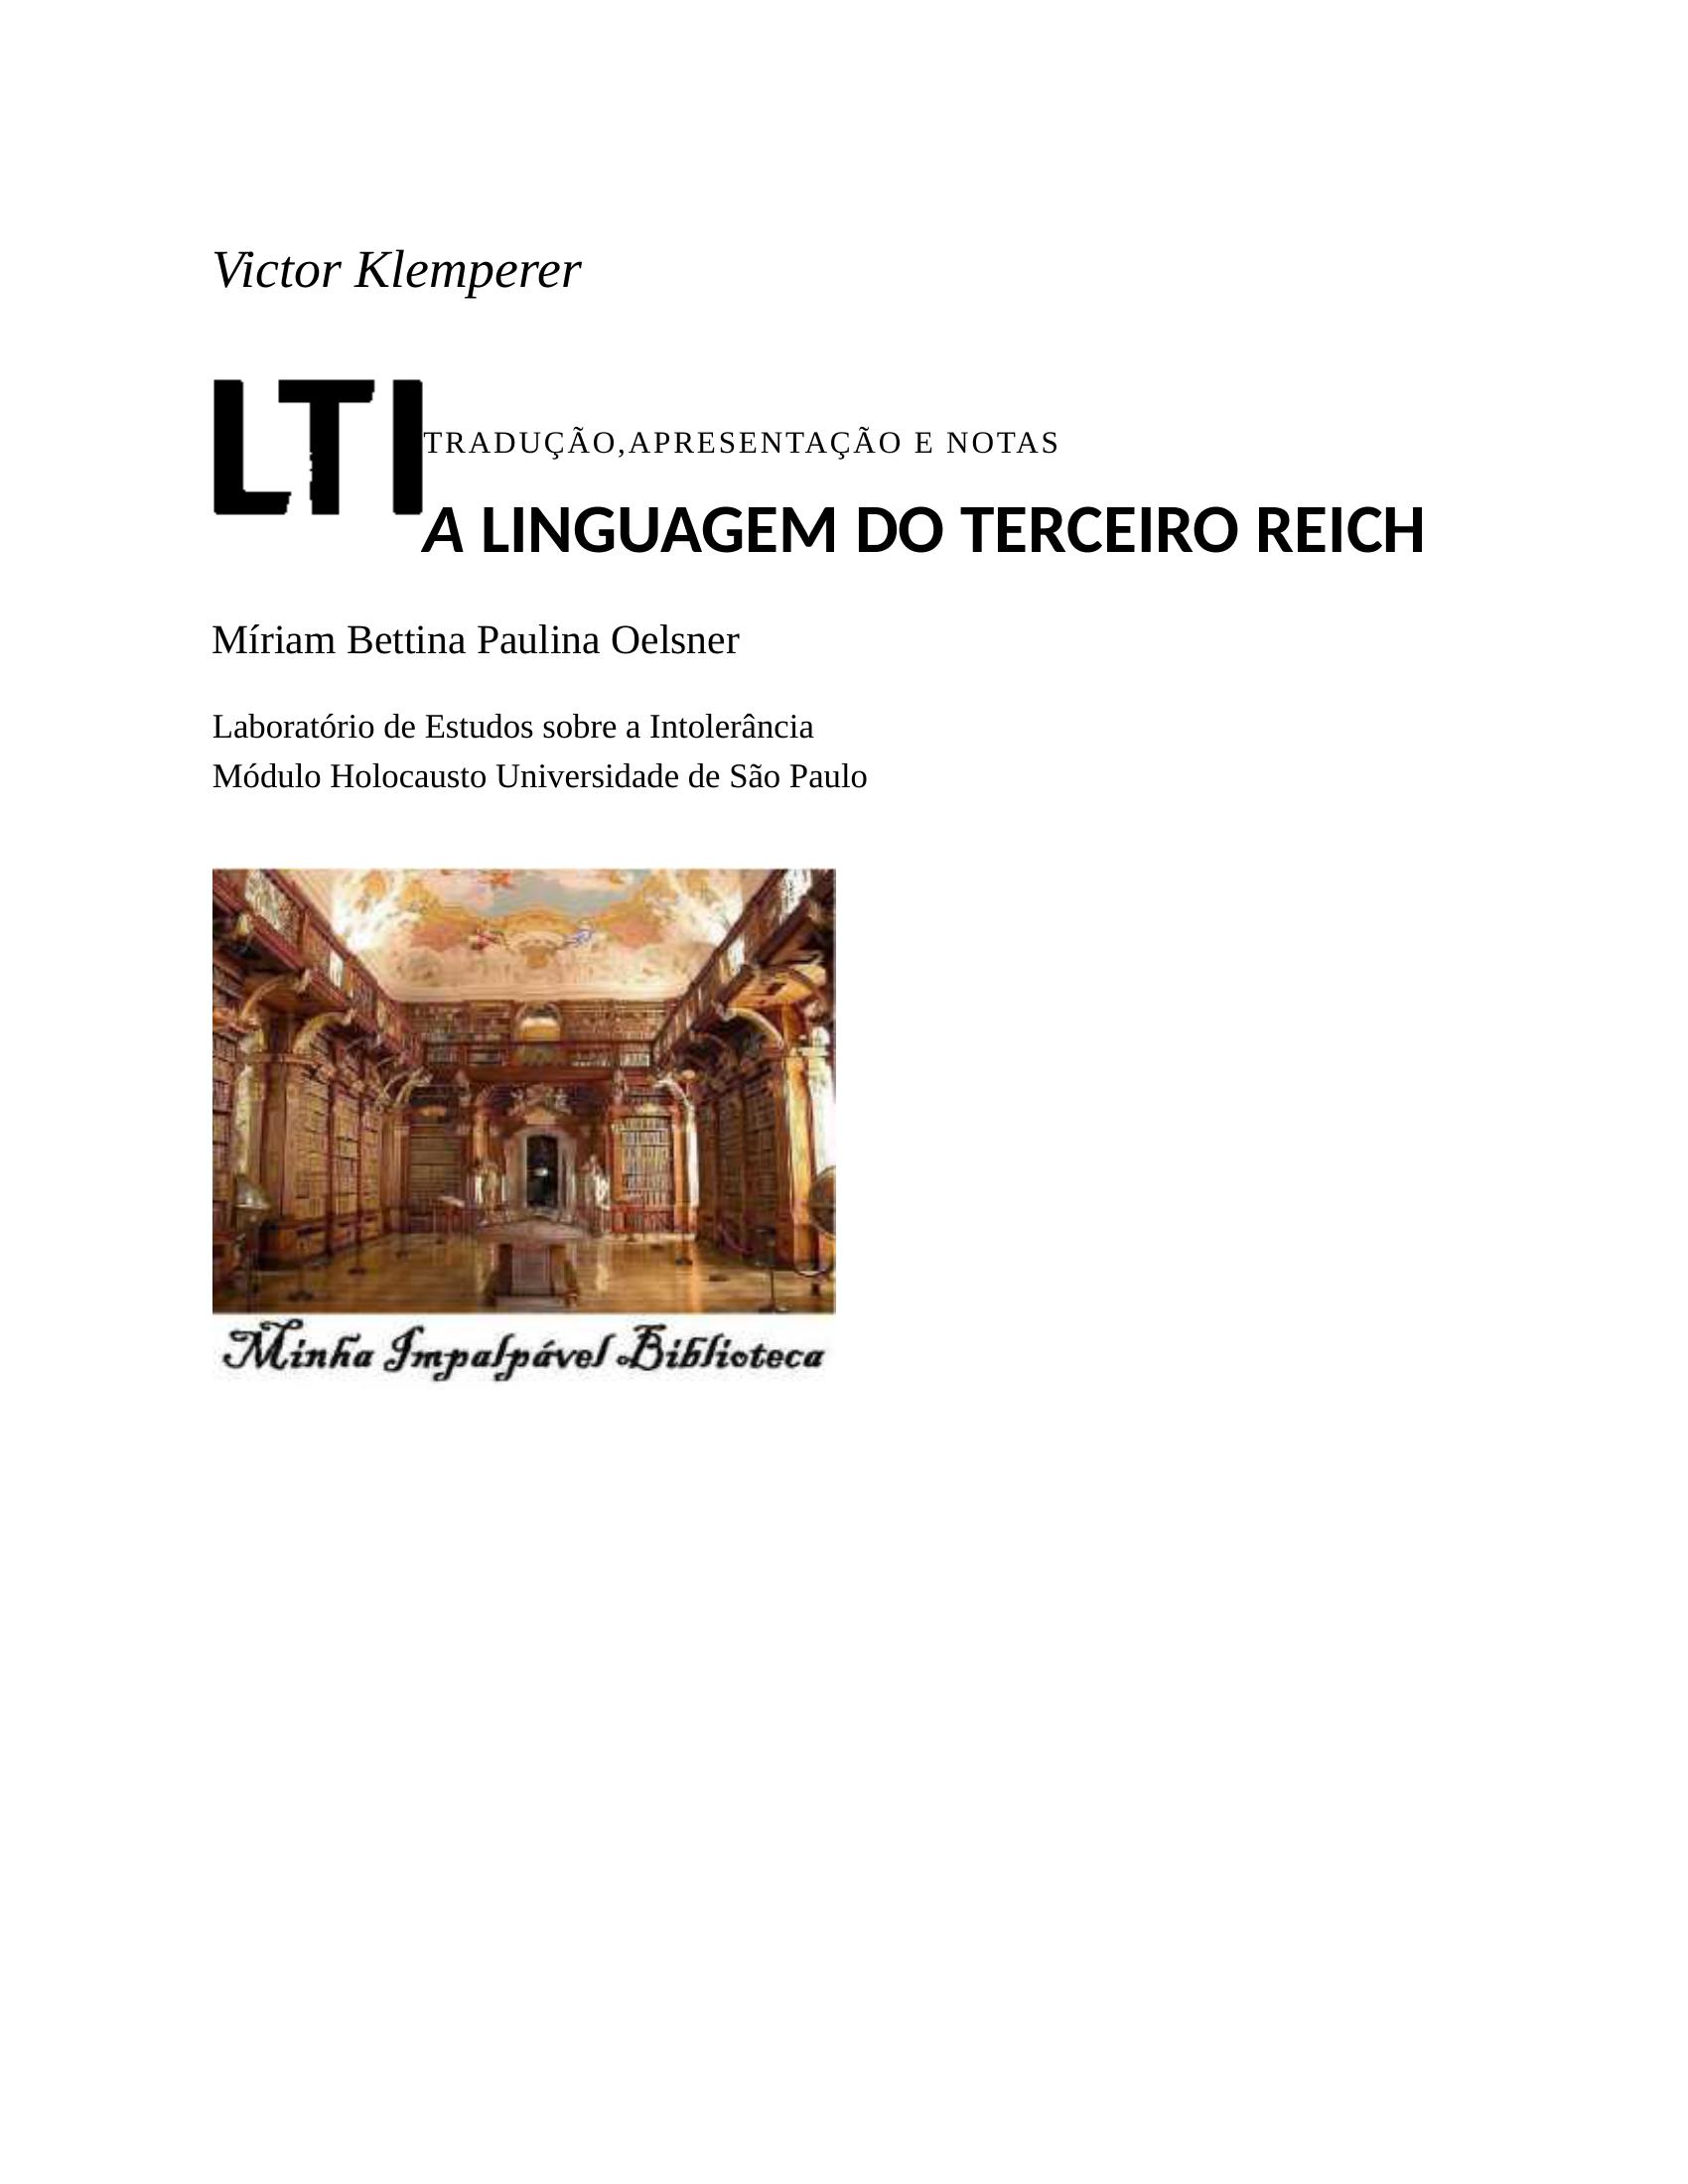 Victor Klemperer
LTI
TRADUÇÃO,APRESENTAÇÃO E NOTAS
A LINGUAGEM DO TERCEIRO REICH
Míriam Bettina Paulina Oelsner
Laboratório de Estudos sobre a Intolerância
Módulo Holocausto Universidade de São Paulo
Minha Impalpável Biblioteca